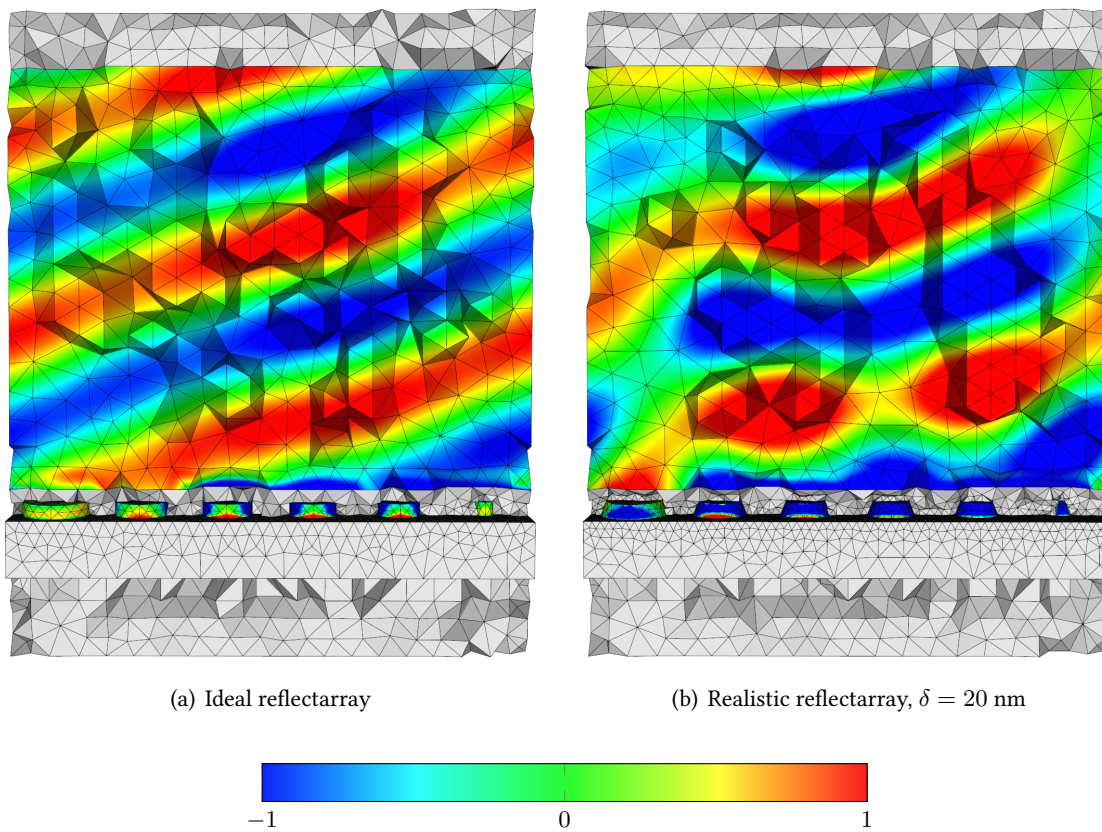 (a) Ideal reflectarray
(b) Realistic reflectarray, δ = 20 nm
−1
0
1